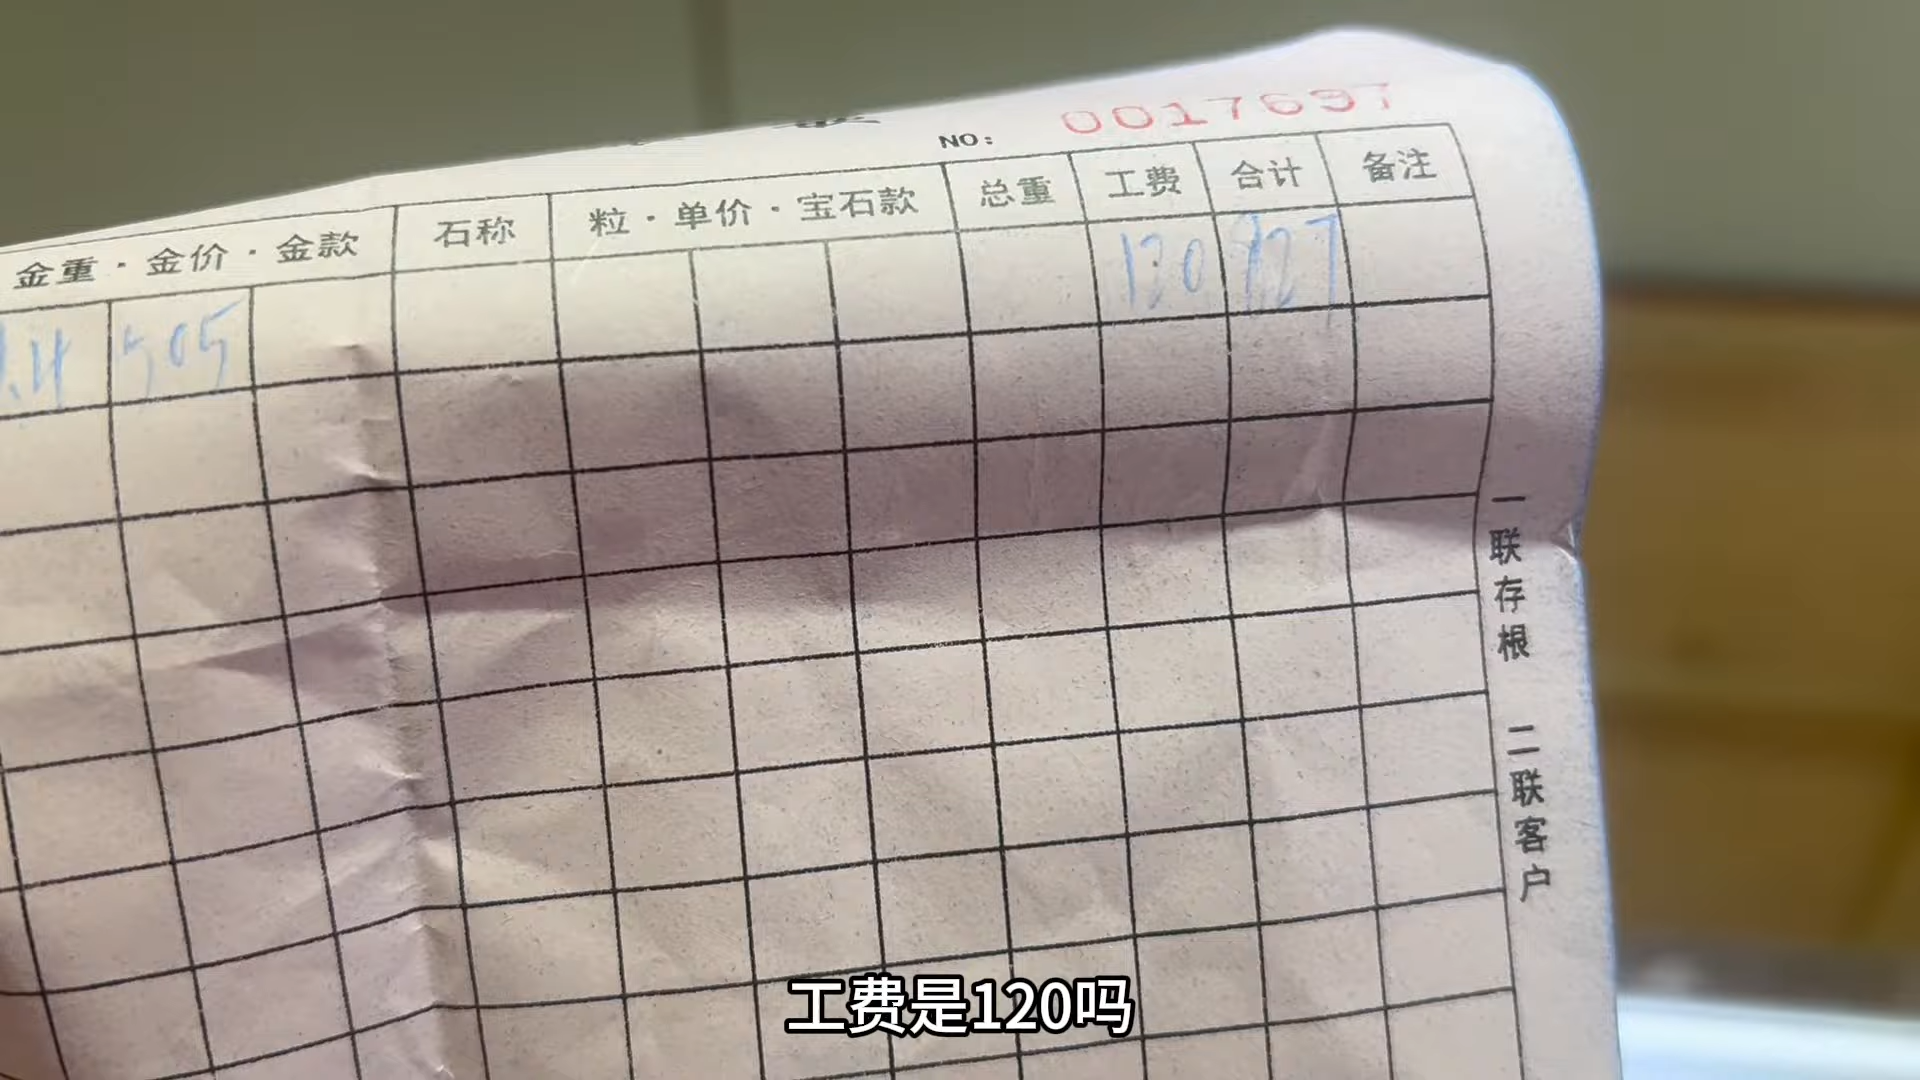 NO: 0017697
金重·金价·金款 石称 粒·单价·宝石款 总重 工费 合计 备注
505 120 827
一联存根 二联客户
工费是120吗